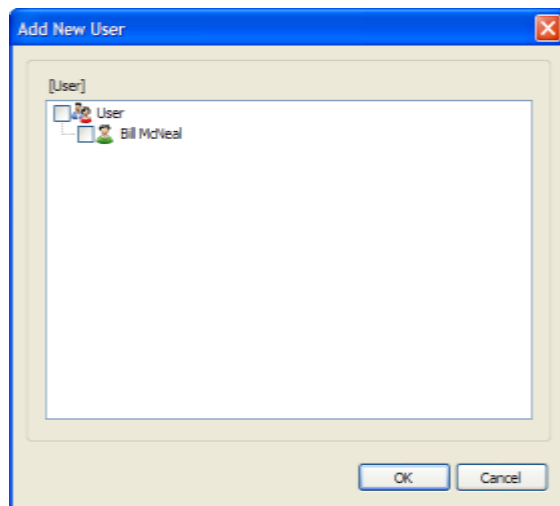 Add New User
[User]
User
Bill McNeal
OK Cancel